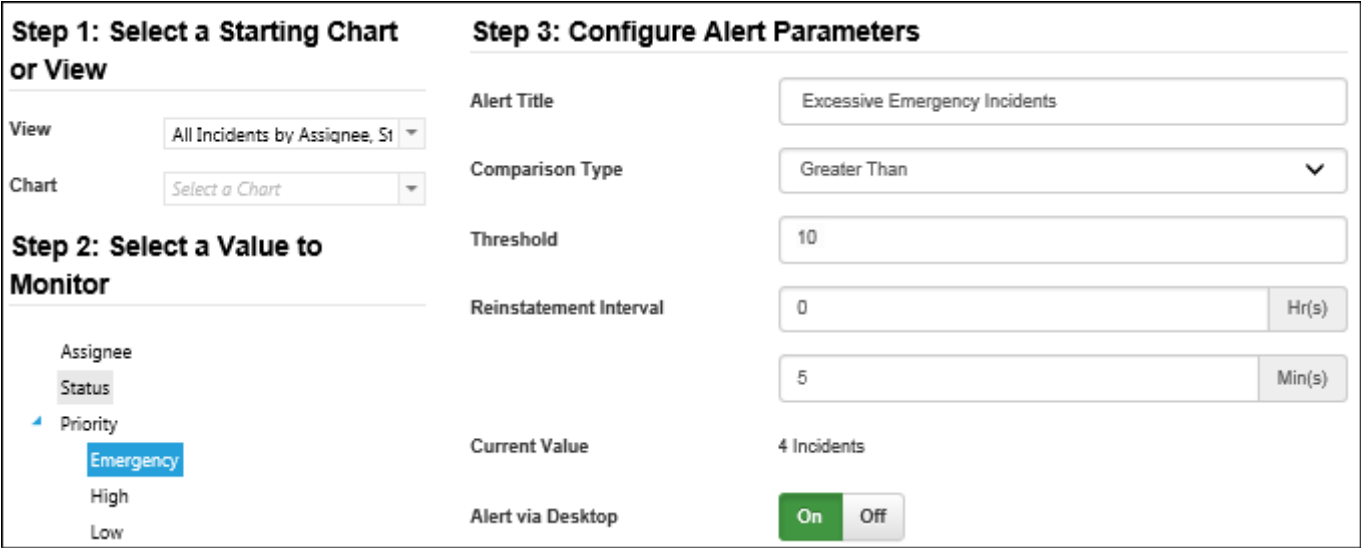 Step 1: Select a Starting Chart
or View
View
All Incidents by Assignee, St
Chart
Select a Chart
Step 2: Select a Value to
Monitor
Assignee
Status
Priority
Emergency
High
Low
Step 3: Configure Alert Parameters
Alert Title Excessive Emergency Incidents
Comparison Type Greater Than
Threshold 10
Reinstatement Interval 0 Hr(s)
5 Min(s)
Current Value 4 Incidents
Alert via Desktop On Off